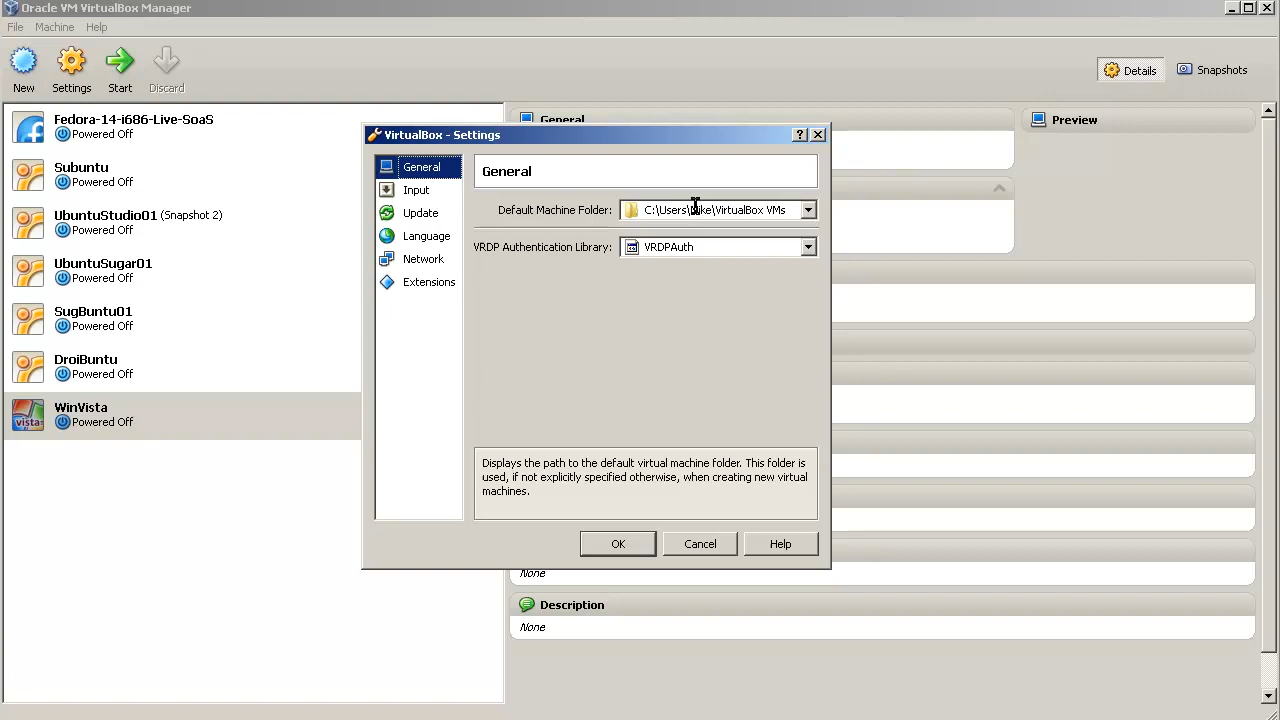 Oracle VM VirtualBox Manager
File Machine Help
New Settings Start Discard
Details Snapshots
Fedora-14-i686-Live-SoaS
Powered Off
Subuntu
Powered Off
UbuntuStudio01 (Snapshot 2)
Powered Off
UbuntuSugar01
Powered Off
SugBuntu01
Powered Off
DroiBuntu
Powered Off
WinVista
Powered Off
vista
General
Preview
VirtualBox - Settings
General
Input
Update
Language
Network
Extensions
General
Default Machine Folder: C:\Users\Mike\VirtualBox VMs
VRDP Authentication Library: VRDPAuth
Displays the path to the default virtual machine folder. This folder is
used, if not explicitly specified otherwise, when creating new virtual
machines.
OK Cancel Help
None
Description
None